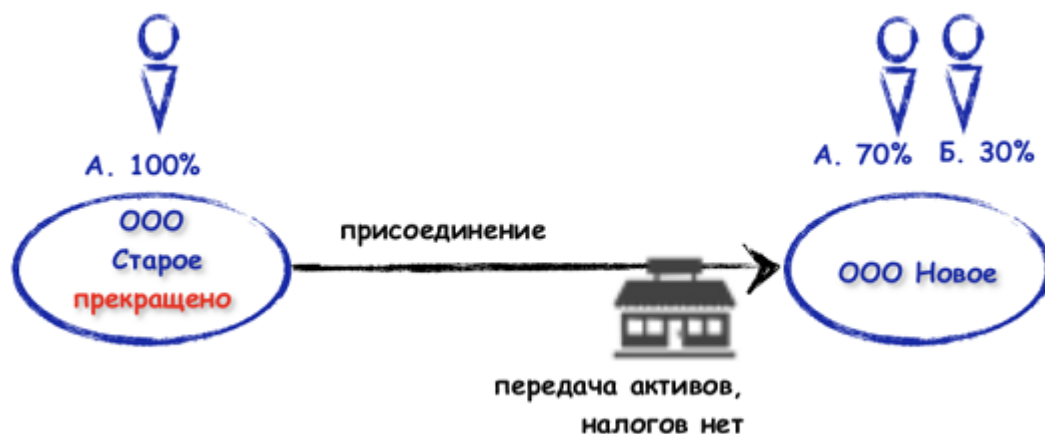 А. 100%
ООО
Старое
прекращено
присоединение
передача активов,
налогов нет
А. 70% Б. 30%
ООО Новое